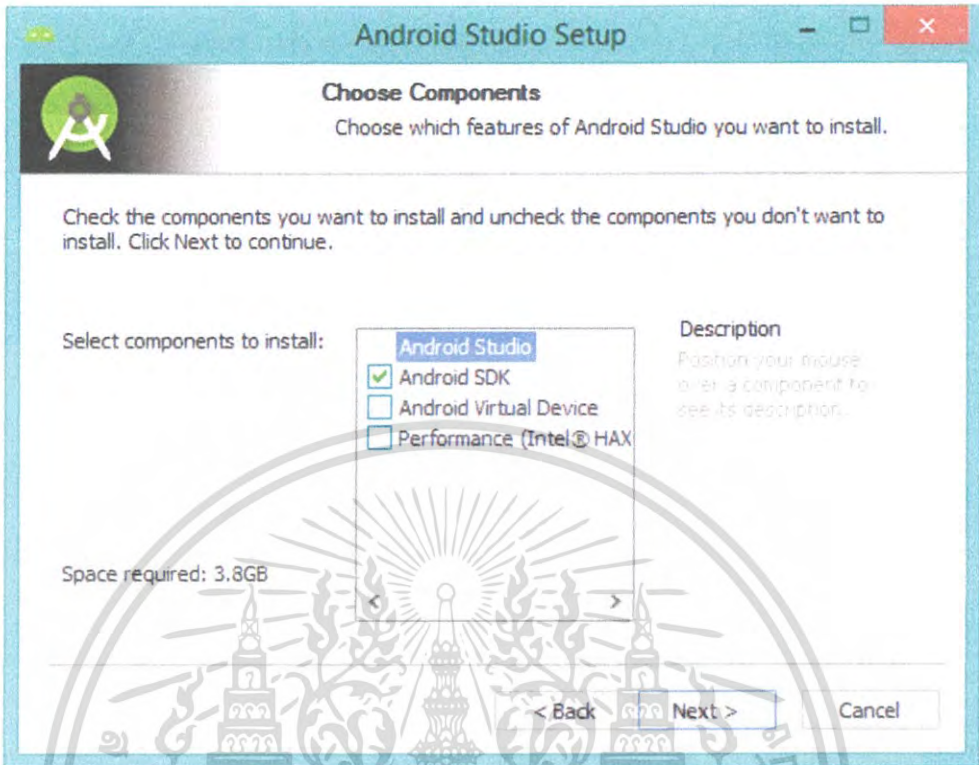 Android Studio Setup
Choose Components
Choose which features of Android Studio you want to install.
Check the components you want to install and uncheck the components you don't want to
install. Click Next to continue.
Select components to install:
Android Studio
Android SDK
Android Virtual Device
Performance (Intel® HAX
Description
Position your mouse
over a component to
see its description.
Space required: 3.8GB
< Back
Next >
Cancel